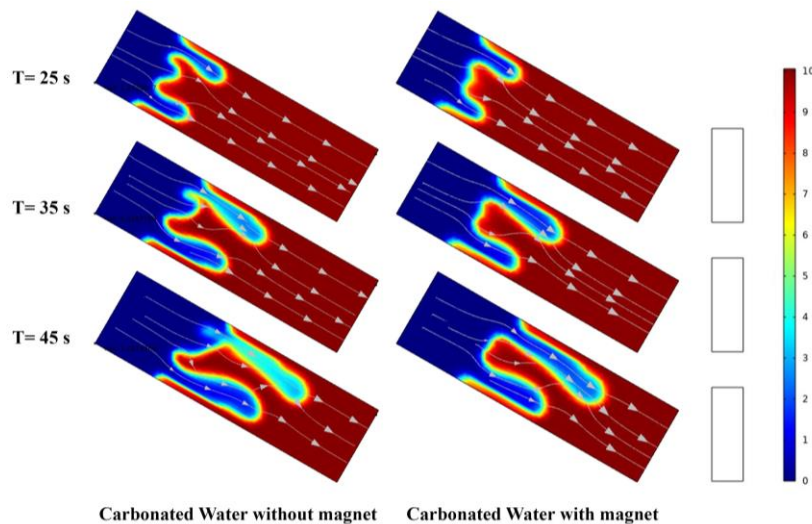 T= 25 s
T= 35 s
T= 45 s
10
9
8
7
6
5
4
3
2
1
0
Carbonated Water without magnet
Carbonated Water with magnet